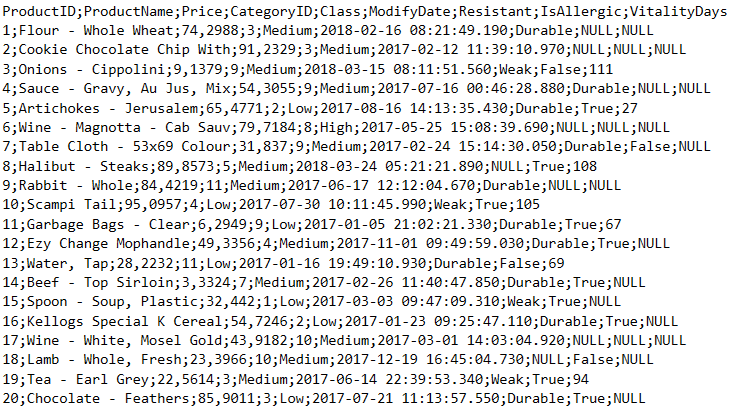 ProductID;ProductName;Price;CategoryID;Class;ModifyDate;Resistant;IsAllergic;VitalityDays
1;Flour - Whole Wheat;74,2988;3;Medium;2018-02-16 08:21:49.190;Durable;NULL;NULL
2;Cookie Chocolate Chip With;91,2329;3;Medium;2017-02-12 11:39:10.970;NULL;NULL;NULL
3;Onions - Cippolini;9,1379;9;Medium;2018-03-15 08:11:51.560;Weak;False;111
4;Sauce - Gravy, Au Jus, Mix;54,3055;9;Medium;2017-07-16 00:46:28.880;Durable;NULL;NULL
5;Artichokes - Jerusalem;65,4771;2;Low;2017-08-16 14:13:35.430;Durable;True;27
6;Wine - Magnotta - Cab Sauv;79,7184;8;High;2017-05-25 15:08:39.690;NULL;NULL;NULL
7;Table Cloth - 53x69 Colour;31,837;9;Medium;2017-02-24 15:14:30.050;Durable;False;NULL
8;Halibut - Steaks;89,8573;5;Medium;2018-03-24 05:21:21.890;NULL;True;108
9;Rabbit - Whole;84,4219;11;Medium;2017-06-17 12:12:04.670;Durable;NULL;NULL
10;Scampi Tail;95,0957;4;Low;2017-07-30 10:11:45.990;Weak;True;105
11;Garbage Bags - Clear;6,2949;9;Low;2017-01-05 21:02:21.330;Durable;True;67
12;Ezy Change Mophandle;49,3356;4;Medium;2017-11-01 09:49:59.030;Durable;True;NULL
13;Water, Tap;28,2232;11;Low;2017-01-16 19:49:10.930;Durable;False;69
14;Beef - Top Sirloin;3,3324;7;Medium;2017-02-26 11:40:47.850;Durable;True;NULL
15;Spoon - Soup, Plastic;32,442;1;Low;2017-03-03 09:47:09.310;Weak;True;NULL
16;Kellogs Special K Cereal;54,7246;2;Low;2017-01-23 09:25:47.110;Durable;True;NULL
17;Wine - White, Mosel Gold;43,9182;10;Medium;2017-03-01 14:03:04.920;NULL;NULL;NULL
18;Lamb - Whole, Fresh;23,3966;10;Medium;2017-12-19 16:45:04.730;NULL;False;NULL
19;Tea - Earl Grey;22,5614;3;Medium;2017-06-14 22:39:53.340;Weak;True;94
20;Chocolate - Feathers;85,9011;3;Low;2017-07-21 11:13:57.550;Durable;True;NULL